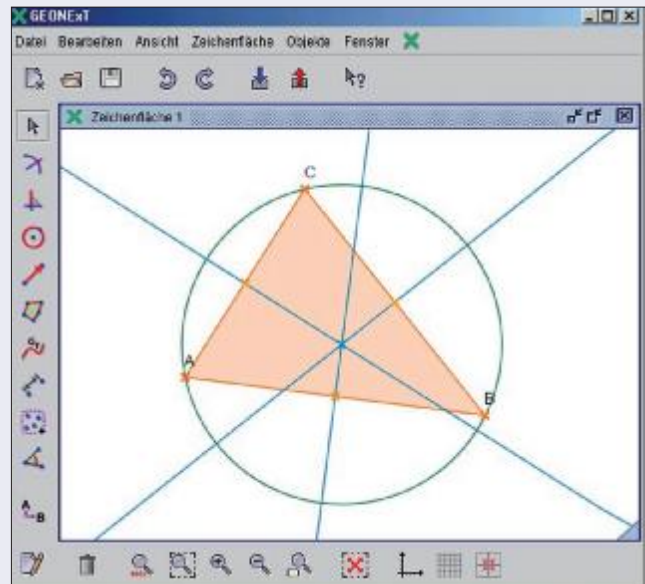 GEONExT
Datei Bearbeiten Ansicht Zeichenfläche Objekte Fenster
Zeichenfläche 1
C
A
B